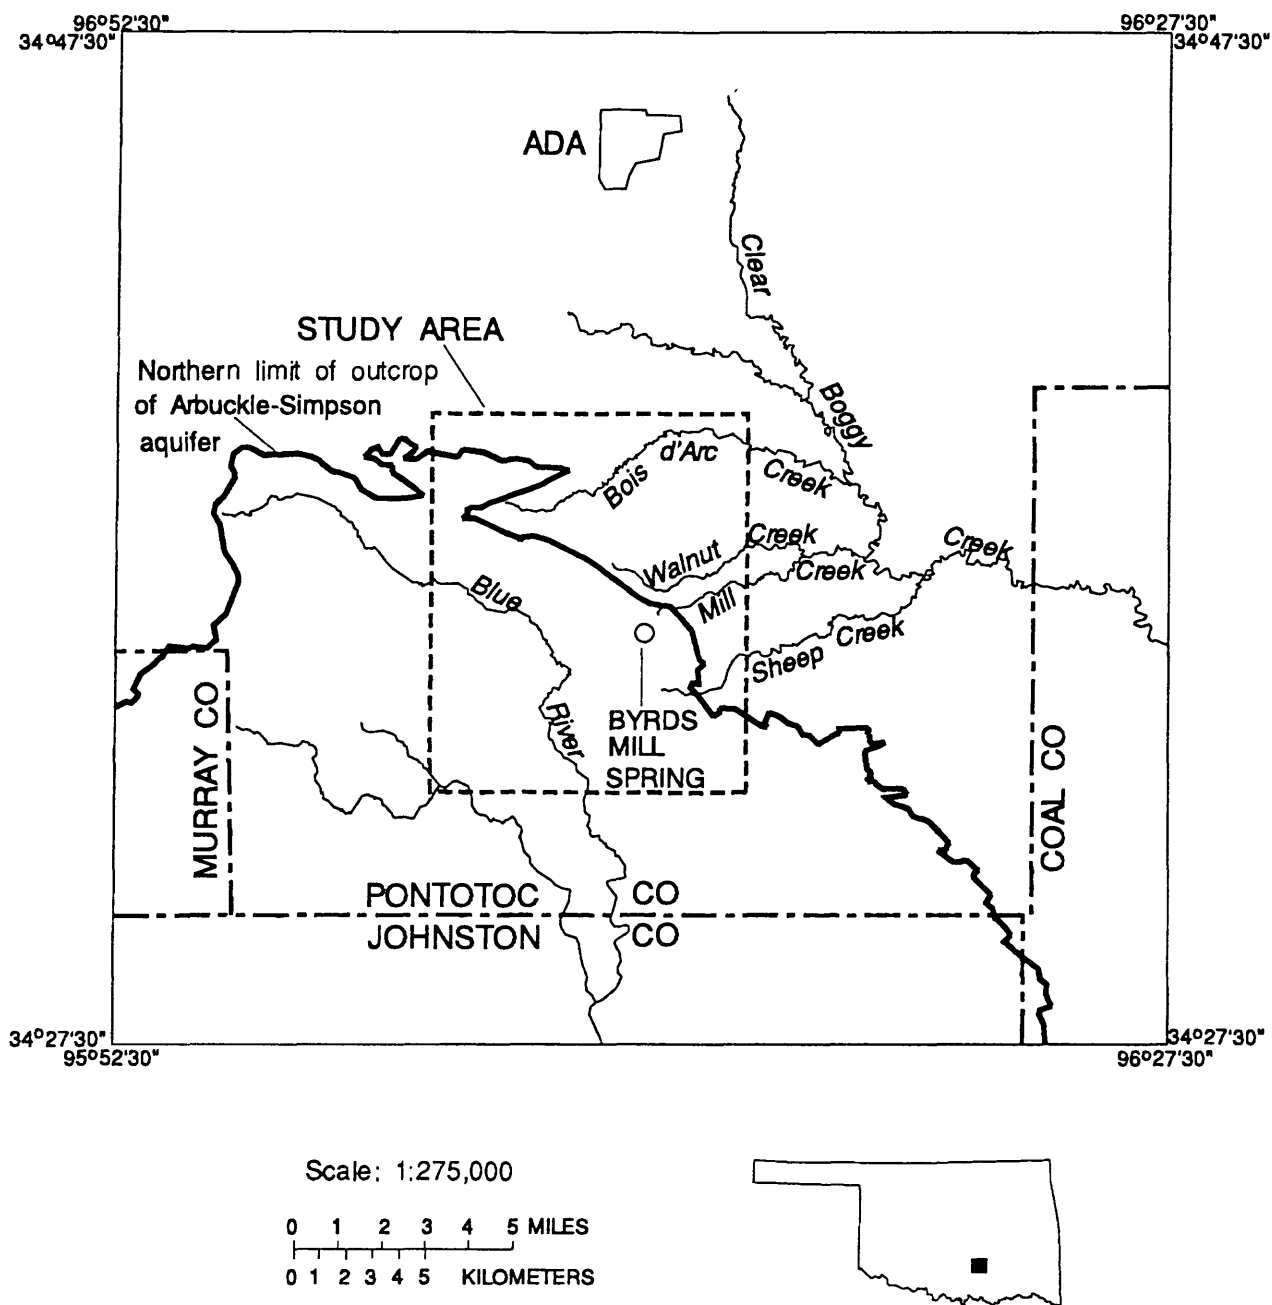 96°52'30"
96°27'30"
34°47'30"
34°47'30"
ADA
Clear
Boggy
Creek
STUDY AREA
Northern limit of outcrop
of Arbuckle-Simpson
aquifer
Bois
d'Arc
Creek
Walnut
Creek
Mill
Creek
Sheep
Creek
Blue
River
BYRDS
MILL
SPRING
MURRAY CO
COAL CO
PONTOTOC CO
JOHNSTON CO
34°27'30"
34°27'30"
95°52'30"
96°27'30"
Scale: 1:275,000
0 1 2 3 4 5 MILES
0 1 2 3 4 5 KILOMETERS